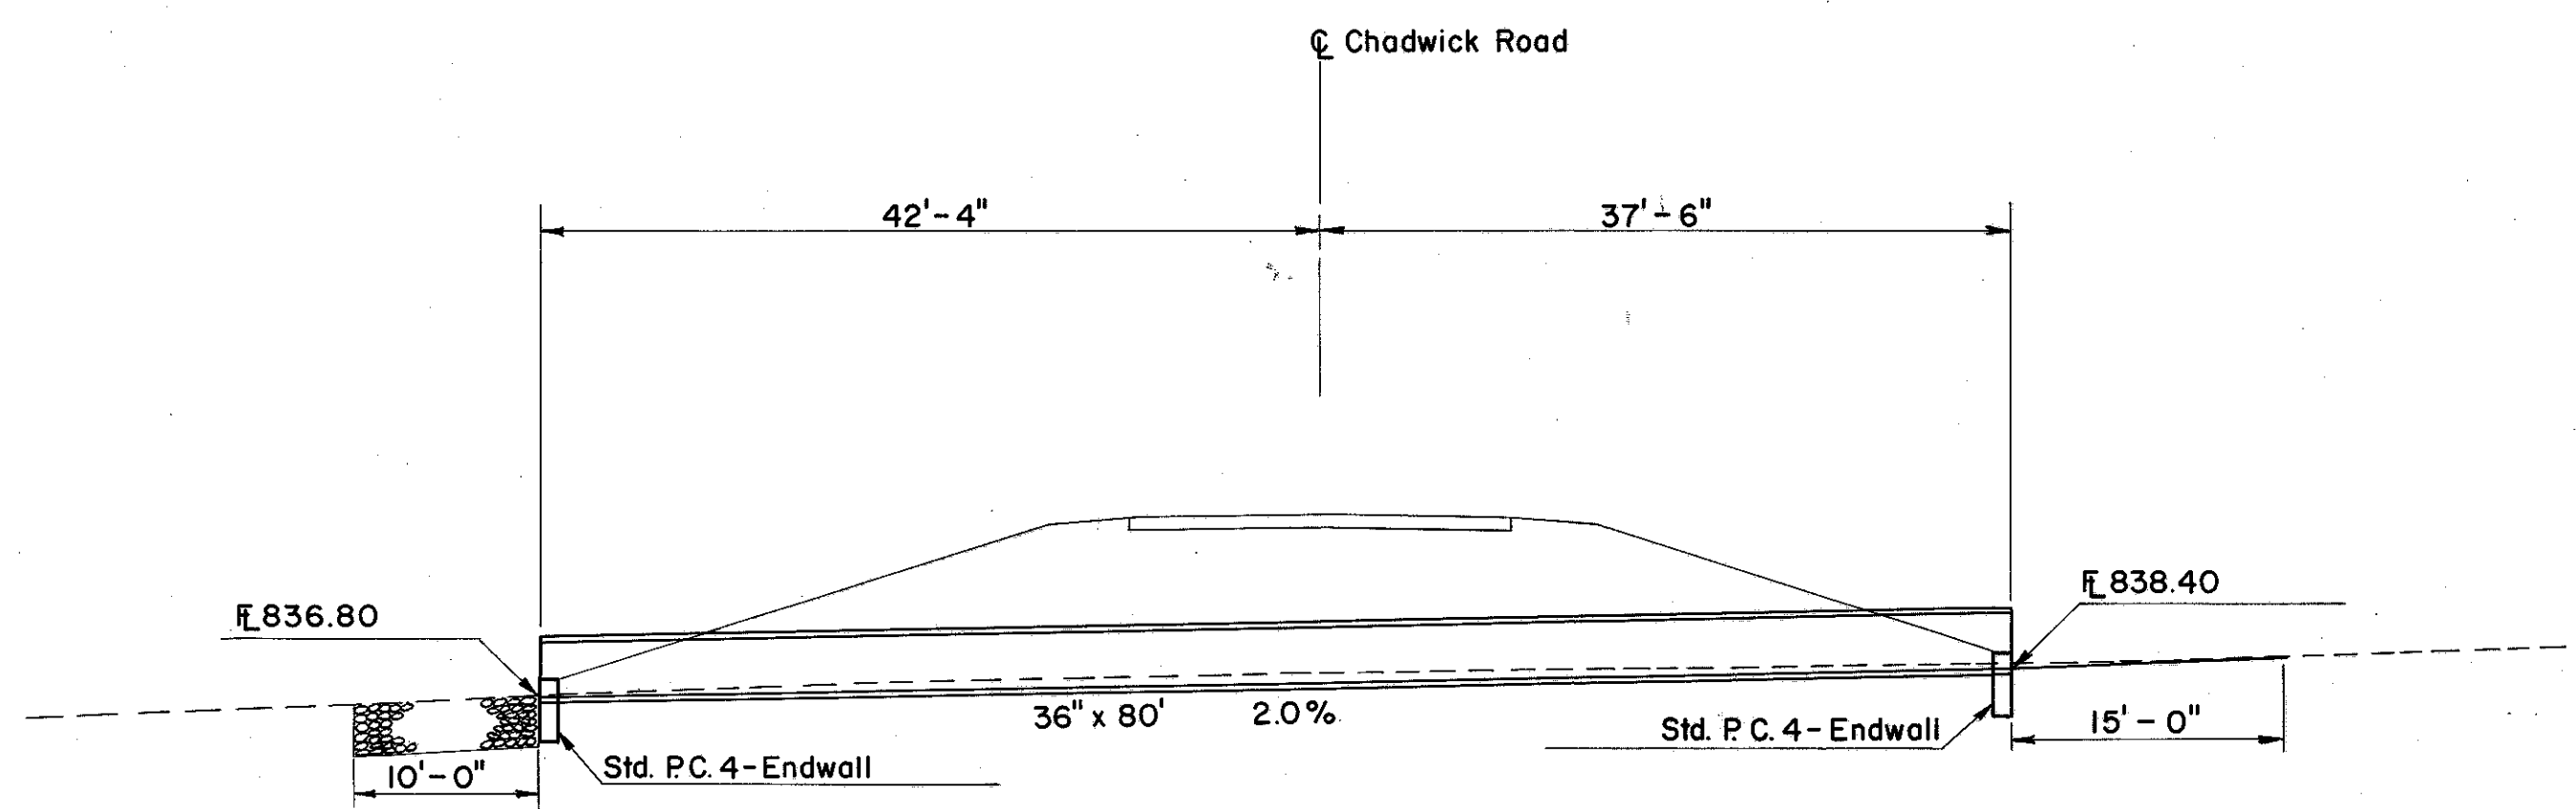 ℄ Chadwick Road
42'-4"
37'-6"
FL 836.80
FL 838.40
36" x 80' 2.0%
Std. P.C. 4-Endwall
15'-0"
Std. P.C. 4-Endwall
10'-0"